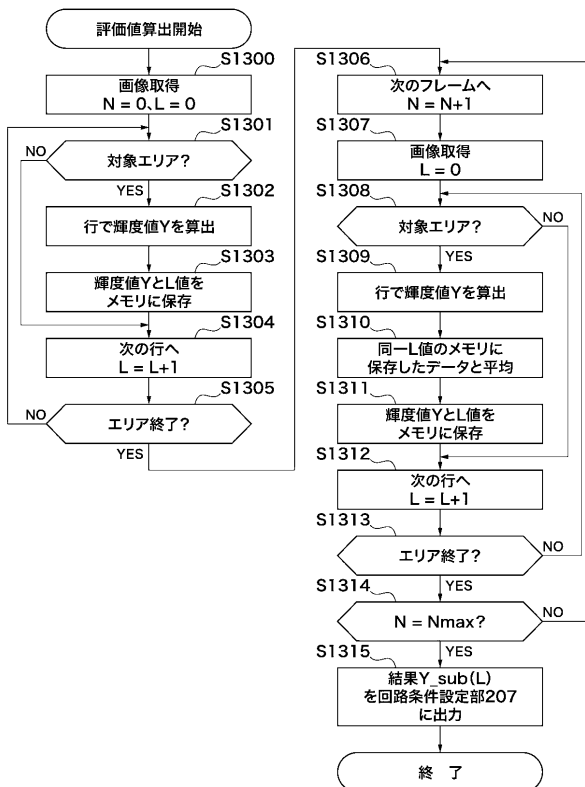 評価値算出開始
S1300
画像取得
N = 0、L = 0
S1301
対象エリア?
NO
YES
S1302
行で輝度値Yを算出
S1303
輝度値YとL値を
メモリに保存
S1304
次の行へ
L = L+1
S1305
エリア終了?
NO
YES
S1306
次のフレームへ
N = N+1
S1307
画像取得
L = 0
S1308
対象エリア?
NO
YES
S1309
行で輝度値Yを算出
S1310
同一L値のメモリに
保存したデータと平均
S1311
輝度値YとL値を
メモリに保存
S1312
次の行へ
L = L+1
S1313
エリア終了?
NO
YES
S1314
N = Nmax?
NO
YES
S1315
結果Y_sub(L)
を回路条件設定部207
に出力
終 了